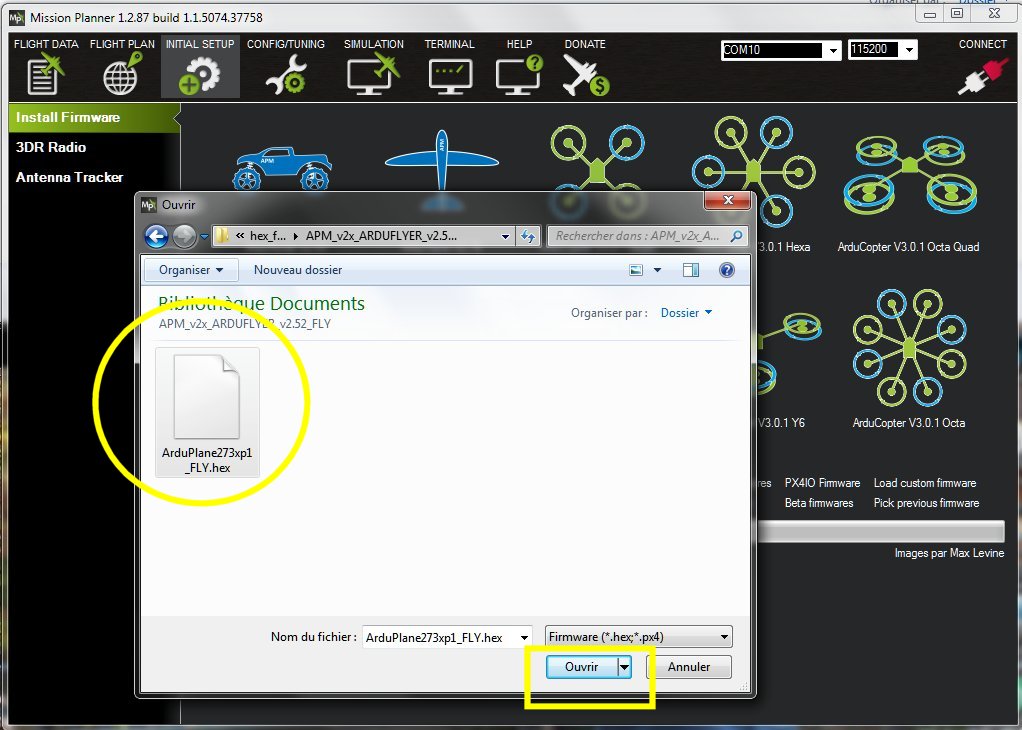 Mission Planner 1.2.87 build 1.1.5074.37758
FLIGHT DATA FLIGHT PLAN INITIAL SETUP CONFIG/TUNING SIMULATION TERMINAL HELP DONATE
COM10 115200 CONNECT
Install Firmware
3DR Radio
Antenna Tracker
APM
APM
V3.0.1 Hexa
ArduCopter V3.0.1 Octa Quad
V3.0.1 Y6
ArduCopter V3.0.1 Octa
PX4IO Firmware Load custom firmware
Beta firmwares Pick previous firmware
Images par Max Levine
Ouvrir
« hex_f... APM_v2x_ARDUFLYER_v2.5...
Rechercher dans : APM_v2x_A...
Organiser Nouveau dossier
Bibliothèque Documents
APM_v2x_ARDUFLYER_v2.52_FLY
Organiser par : Dossier
ArduPlane273xp1
_FLY.hex
Nom du fichier : ArduPlane273xp1_FLY.hex Firmware (*.hex;*.px4)
Ouvrir Annuler